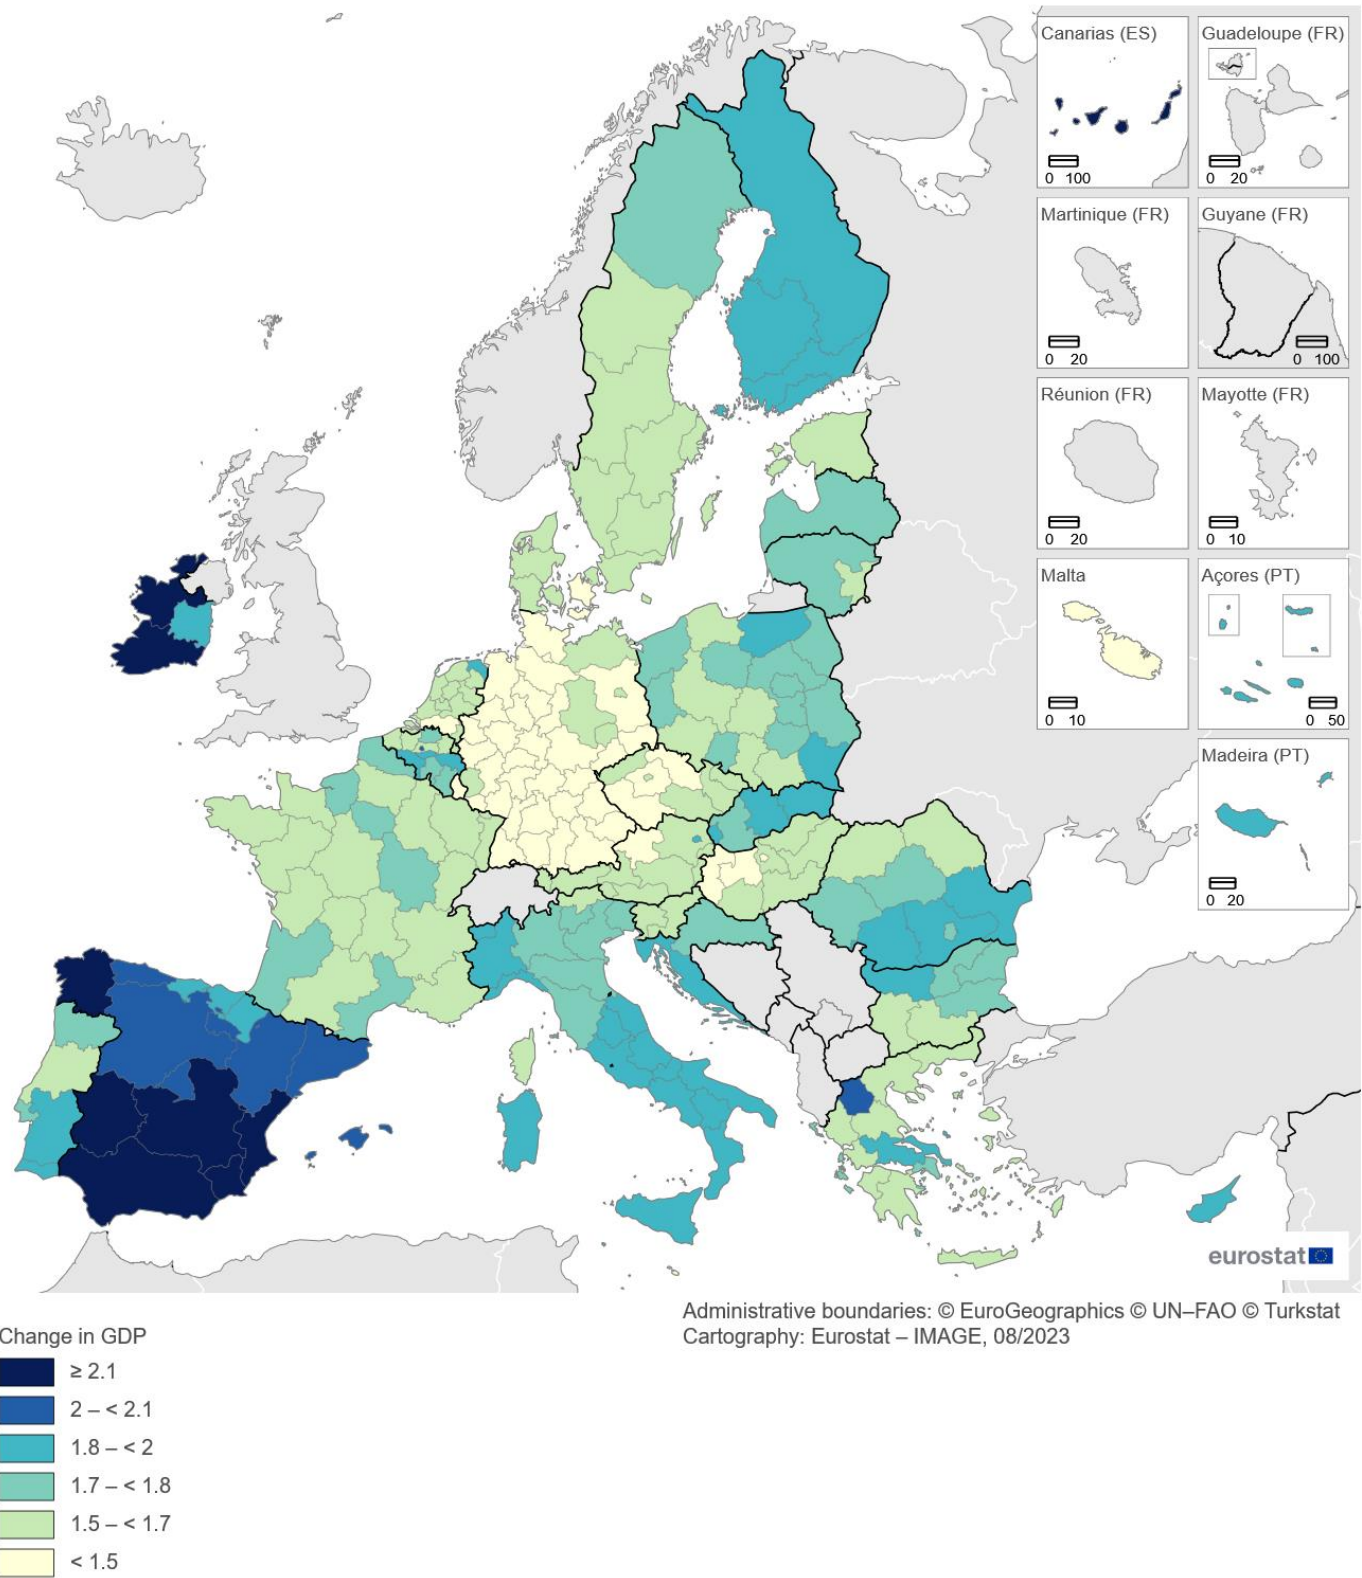 Canarias (ES)
0 100
Guadeloupe (FR)
0 20
Martinique (FR)
0 20
Guyane (FR)
0 100
Réunion (FR)
0 20
Mayotte (FR)
0 10
Malta
0 10
Açores (PT)
0 50
Madeira (PT)
0 20
eurostat
Administrative boundaries: © EuroGeographics © UN–FAO © Turkstat
Cartography: Eurostat – IMAGE, 08/2023
Change in GDP
≥ 2.1
2 – < 2.1
1.8 – < 2
1.7 – < 1.8
1.5 – < 1.7
< 1.5